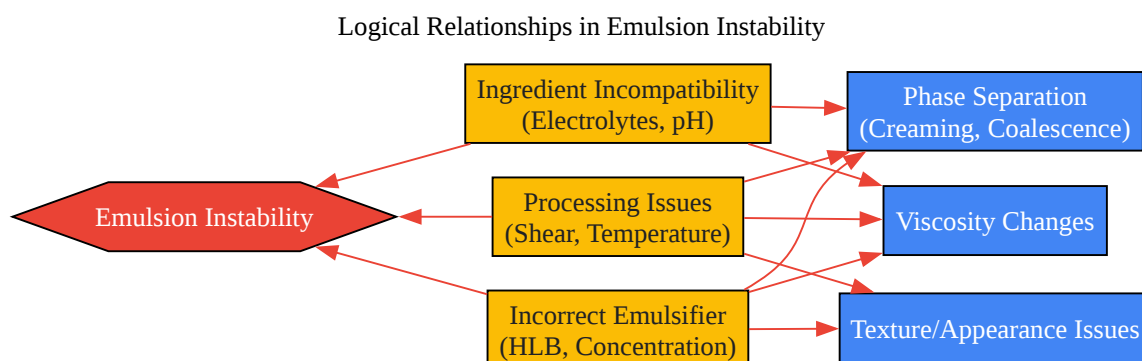 Logical Relationships in Emulsion Instability
Ingredient Incompatibility
(Electrolytes, pH)
Phase Separation
(Creaming, Coalescence)
Emulsion Instability
Processing Issues
(Shear, Temperature)
Viscosity Changes
Incorrect Emulsifier
(HLB, Concentration)
Texture/Appearance Issues